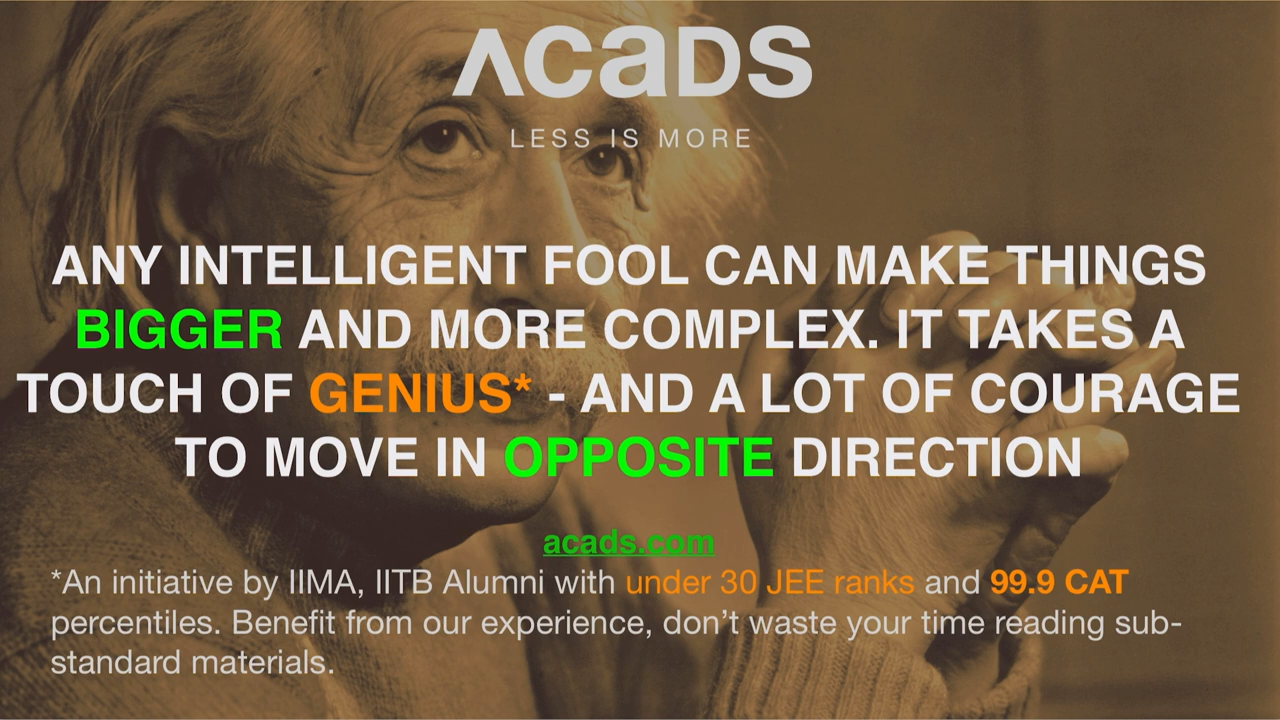 ACADS
LESS IS MORE
ANY INTELLIGENT FOOL CAN MAKE THINGS
BIGGER AND MORE COMPLEX. IT TAKES A
TOUCH OF GENIUS* - AND A LOT OF COURAGE
TO MOVE IN OPPOSITE DIRECTION
acads.com
*An initiative by IIMA, IITB Alumni with under 30 JEE ranks and 99.9 CAT
percentiles. Benefit from our experience, don’t waste your time reading sub-
standard materials.